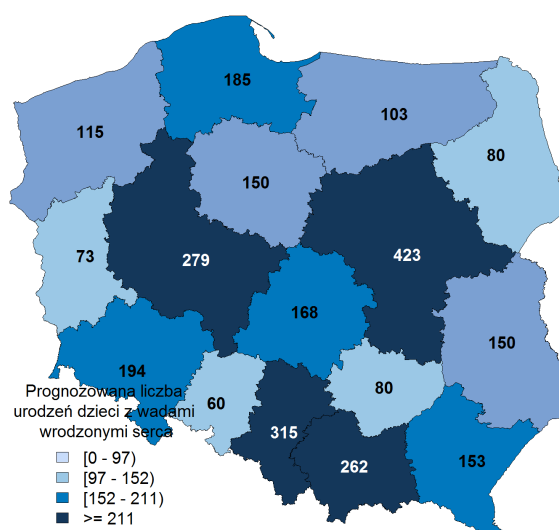 185
103
115
80
150
423
73
279
168
150
194
80
60
315
262
153
Prognozowana liczba
urodzeń dzieci z wadami
wrodzonymi serca
[0 - 97)
[97 - 152)
[152 - 211)
>= 211